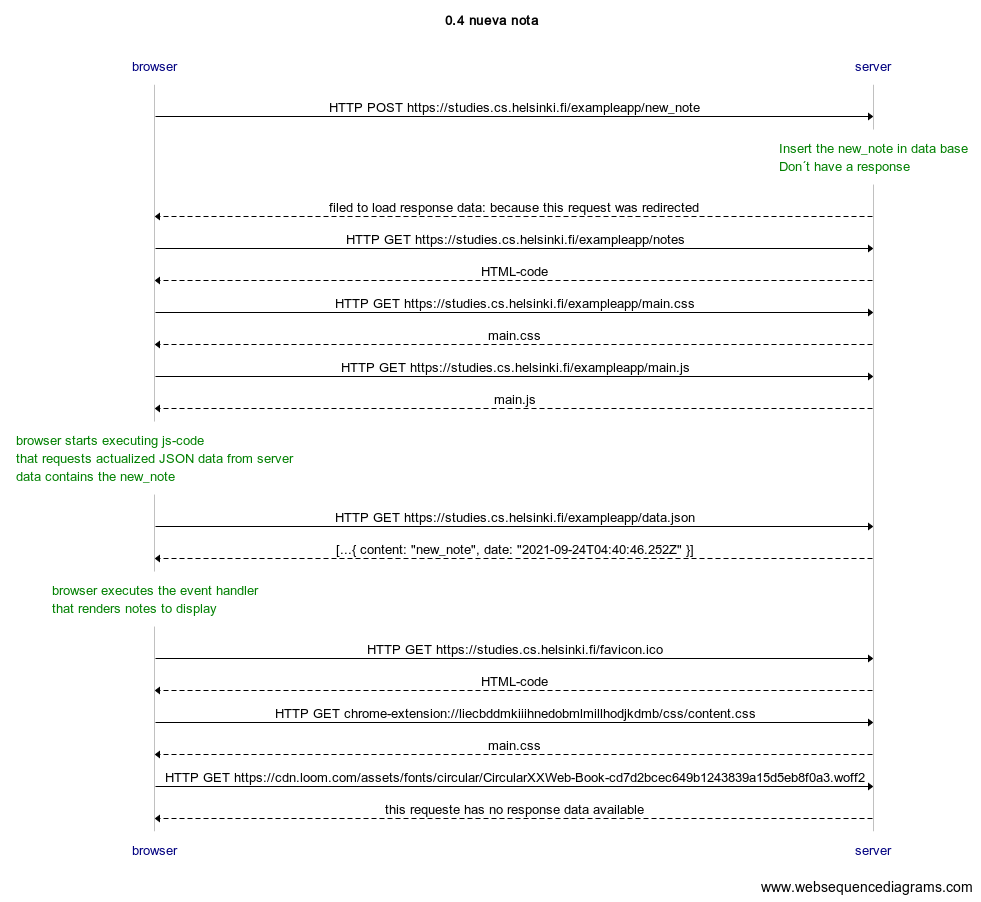 0.4 nueva nota
browser
server
HTTP POST https://studies.cs.helsinki.fi/exampleapp/new_note
Insert the new_note in data base
Don´t have a response
filed to load response data: because this request was redirected
HTTP GET https://studies.cs.helsinki.fi/exampleapp/notes
HTML-code
HTTP GET https://studies.cs.helsinki.fi/exampleapp/main.css
main.css
HTTP GET https://studies.cs.helsinki.fi/exampleapp/main.js
main.js
browser starts executing js-code
that requests actualized JSON data from server
data contains the new_note
HTTP GET https://studies.cs.helsinki.fi/exampleapp/data.json
[...{ content: "new_note", date: "2021-09-24T04:40:46.252Z" }]
browser executes the event handler
that renders notes to display
HTTP GET https://studies.cs.helsinki.fi/favicon.ico
HTML-code
HTTP GET chrome-extension://liecbddmkiiihnedobmlmillhodjkdmb/css/content.css
main.css
HTTP GET https://cdn.loom.com/assets/fonts/circular/CircularXXWeb-Book-cd7d2bcec649b1243839a15d5eb8f0a3.woff2
this requeste has no response data available
browser
server
www.websequencediagrams.com